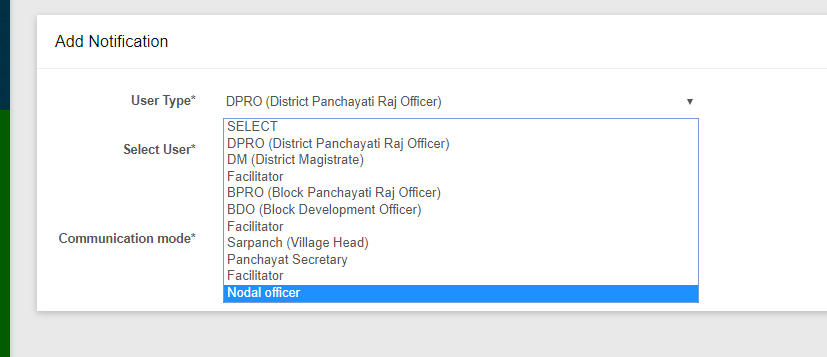 Add Notification
User Type* DPRO (District Panchayati Raj Officer)
SELECT
Select User* DPRO (District Panchayati Raj Officer)
DM (District Magistrate)
Facilitator
BPRO (Block Panchayati Raj Officer)
BDO (Block Development Officer)
Facilitator
Communication mode* Sarpanch (Village Head)
Panchayat Secretary
Facilitator
Nodal officer